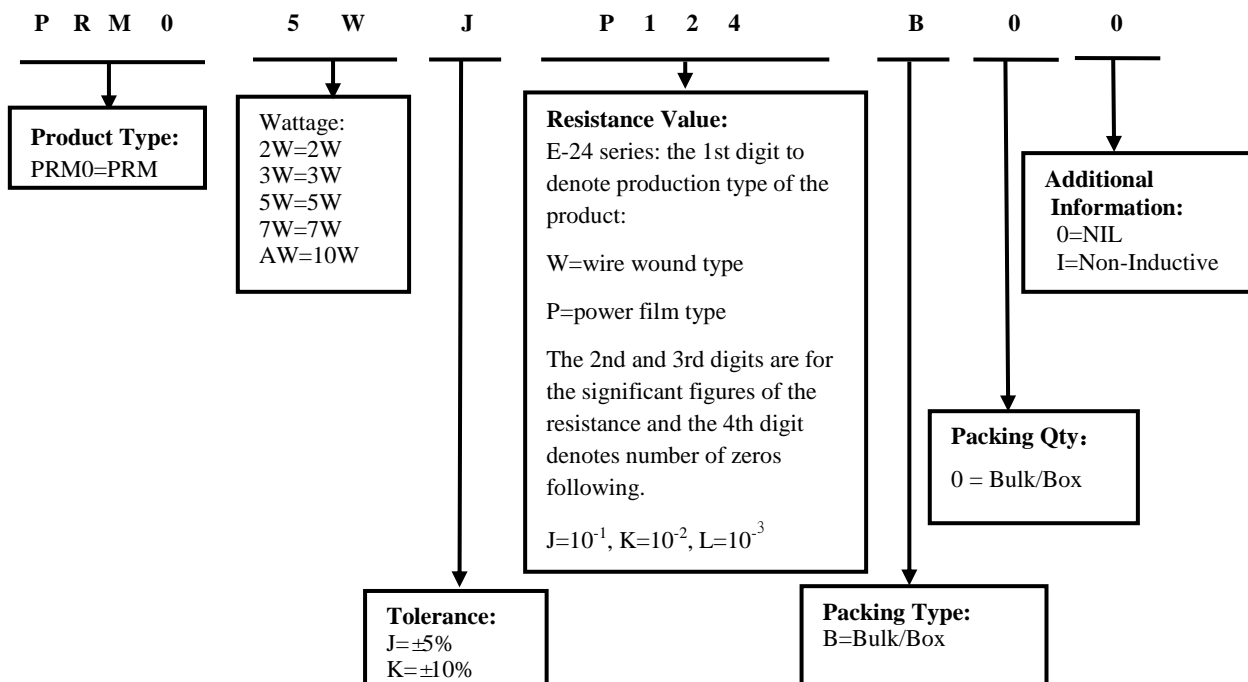 P R M 0 5 W J P 1 2 4 B 0 0
Product Type:
PRM0=PRM
Wattage:
2W=2W
3W=3W
5W=5W
7W=7W
AW=10W
Resistance Value:
E-24 series: the 1st digit to
denote production type of the
product:
W=wire wound type
P=power film type
The 2nd and 3rd digits are for
the significant figures of the
resistance and the 4th digit
denotes number of zeros
following.
J=10⁻¹, K=10⁻², L=10⁻³
Additional
Information:
0=NIL
I=Non-Inductive
Packing Qty：
0 = Bulk/Box
Tolerance:
J=±5%
K=±10%
Packing Type:
B=Bulk/Box